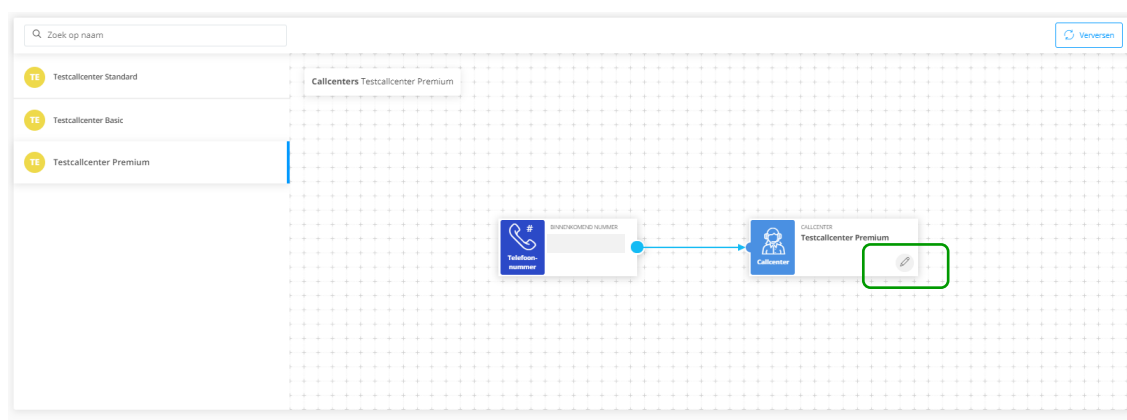 Zoek op naam
Verversen
TE Testcallcenter Standard
TE Testcallcenter Basic
TE Testcallcenter Premium
Callcenters Testcallcenter Premium
#
Telefoon-
nummer
BINNENKOMEND NUMMER
Callcenter
CALLCENTER
Testcallcenter Premium